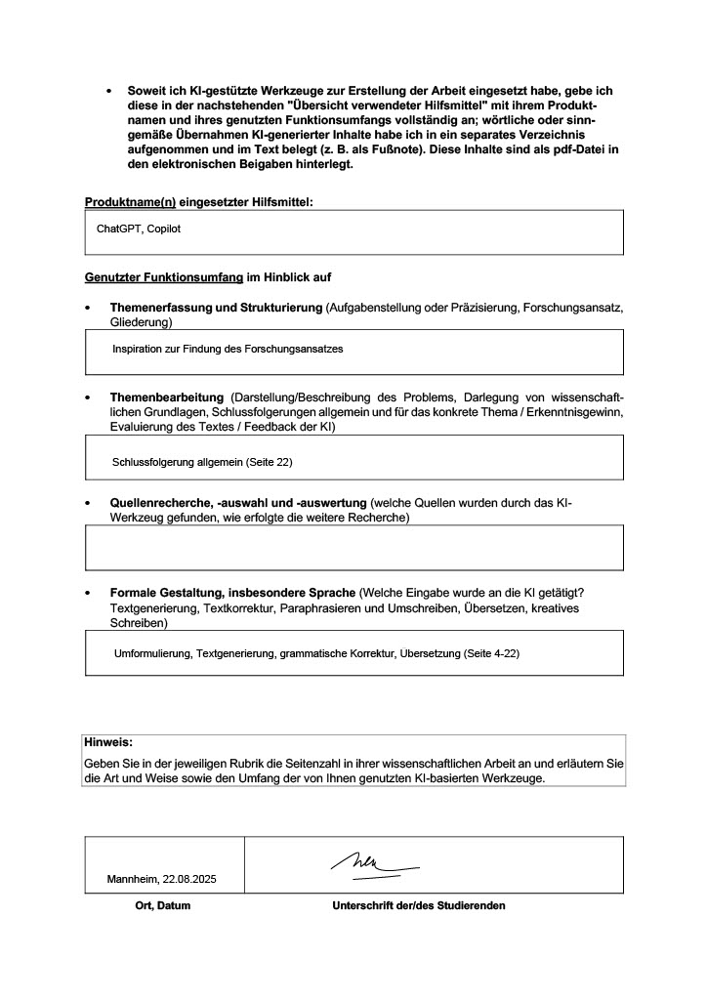 • Soweit ich KI-gestützte Werkzeuge zur Erstellung der Arbeit eingesetzt habe, gebe ich
diese in der nachstehenden "Übersicht verwendeter Hilfsmittel" mit ihrem Produkt-
namen und ihres genutzten Funktionsumfangs vollständig an; wörtliche oder sinn-
gemäße Übernahmen KI-generierter Inhalte habe ich in ein separates Verzeichnis
aufgenommen und im Text belegt (z. B. als Fußnote). Diese Inhalte sind als pdf-Datei in
den elektronischen Beigaben hinterlegt.
Produktname(n) eingesetzter Hilfsmittel:
ChatGPT, Copilot
Genutzter Funktionsumfang im Hinblick auf
• Themenerfassung und Strukturierung (Aufgabenstellung oder Präzisierung, Forschungsansatz,
Gliederung)
Inspiration zur Findung des Forschungsansatzes
• Themenbearbeitung (Darstellung/Beschreibung des Problems, Darlegung von wissenschaft-
lichen Grundlagen, Schlussfolgerungen allgemein und für das konkrete Thema / Erkenntnisgewinn,
Evaluierung des Textes / Feedback der KI)
Schlussfolgerung allgemein (Seite 22)
• Quellenrecherche, -auswahl und -auswertung (welche Quellen wurden durch das KI-
Werkzeug gefunden, wie erfolgte die weitere Recherche)
• Formale Gestaltung, insbesondere Sprache (Welche Eingabe wurde an die KI getätigt?
Textgenerierung, Textkorrektur, Paraphrasieren und Umschreiben, Übersetzen, kreatives
Schreiben)
Umformulierung, Textgenerierung, grammatische Korrektur, Übersetzung (Seite 4-22)
Hinweis:
Geben Sie in der jeweiligen Rubrik die Seitenzahl in ihrer wissenschaftlichen Arbeit an und erläutern Sie
die Art und Weise sowie den Umfang der von Ihnen genutzten KI-basierten Werkzeuge.
Mannheim, 22.08.2025
Ort, Datum Unterschrift der/des Studierenden